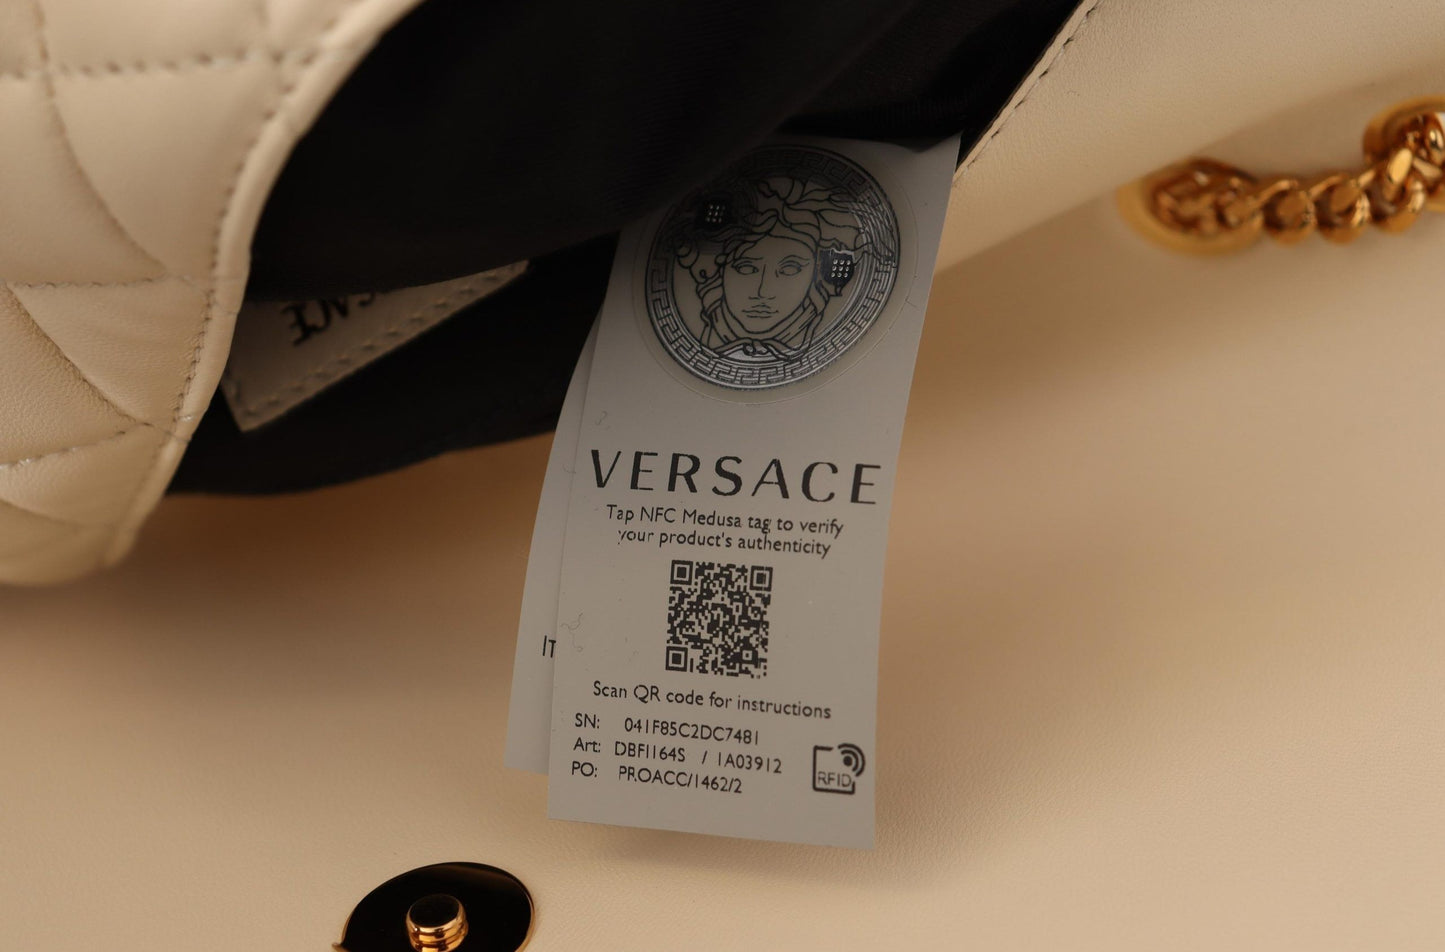 VERSACE
Tap NFC Medusa tag to verify
your product's authenticity
Scan QR code for instructions
SN: 041F85C2DC7481
Art: DBFI164S / 1A03912
PO: PROACC/1462/2
RFID